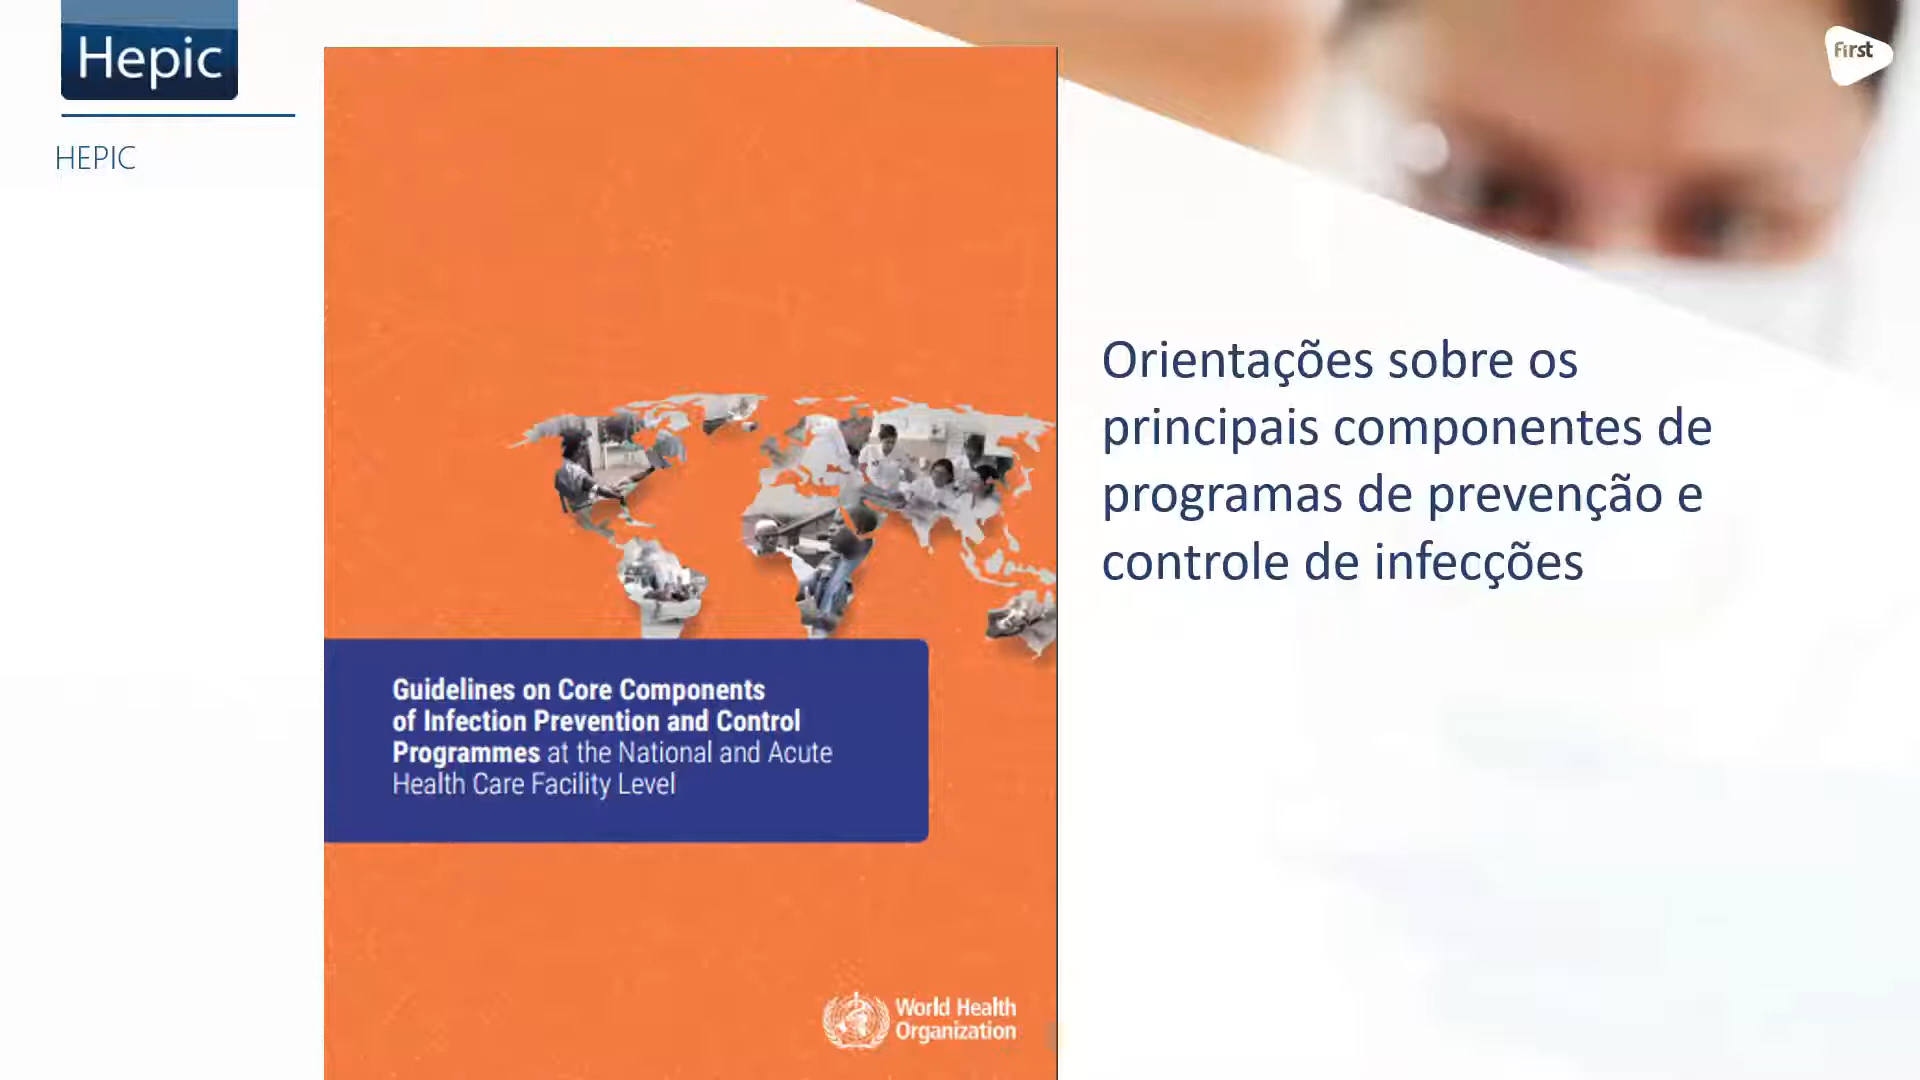 Hepic
HEPIC
first
Orientações sobre os
principais componentes de
programas de prevenção e
controle de infecções
Guidelines on Core Components
of Infection Prevention and Control
Programmes at the National and Acute
Health Care Facility Level
World Health
Organization